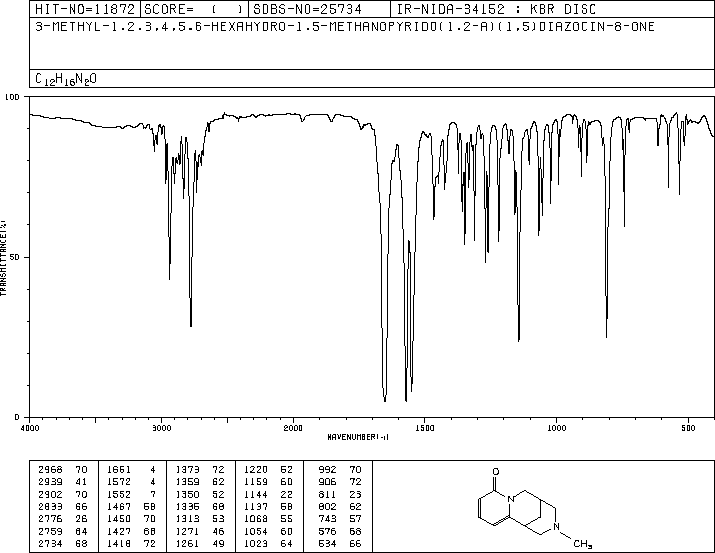 HIT-NO=11872 SCORE= ( ) SDBS-NO=25734 IR-NIDA-34152 : KBR DISC
3-METHYL-1,2,3,4,5,6-HEXAHYDRO-1,5-METHANOPYRIDO(1,2-A)(1,5)DIAZOCIN-8-ONE
C12H16N2O
100
50
0
TRANSMITTANCE(%)
4000 3000 2000 1500 1000 500
WAVENUMBER(-1)
2968 70 1651 4 1373 72 1220 52 992 70
2939 41 1572 4 1359 62 1159 60 906 72
2902 70 1552 7 1350 52 1144 22 811 23
2833 66 1467 58 1335 68 1137 58 802 62
2776 26 1450 70 1313 53 1068 55 743 57
2759 64 1427 68 1271 46 1054 60 576 68
2734 68 1418 72 1261 49 1023 64 534 66
O
N
N
CH3